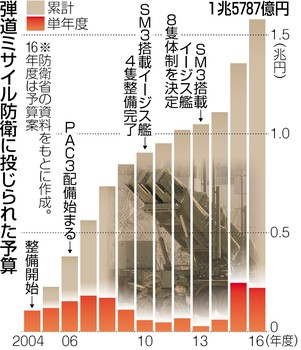 弾道ミサイル防衛に投じられた予算
※防衛省の資料をもとに作成。
16年度は予算案
累計
単年度
1兆5787億円
(兆円)
1.5
1.0
0.5
0
整備開始
PAC3配備始まる
SM3搭載イージス艦
4隻整備完了
SM3搭載
イージス艦
8隻体制を決定
2004
06
10
13
16(年度)